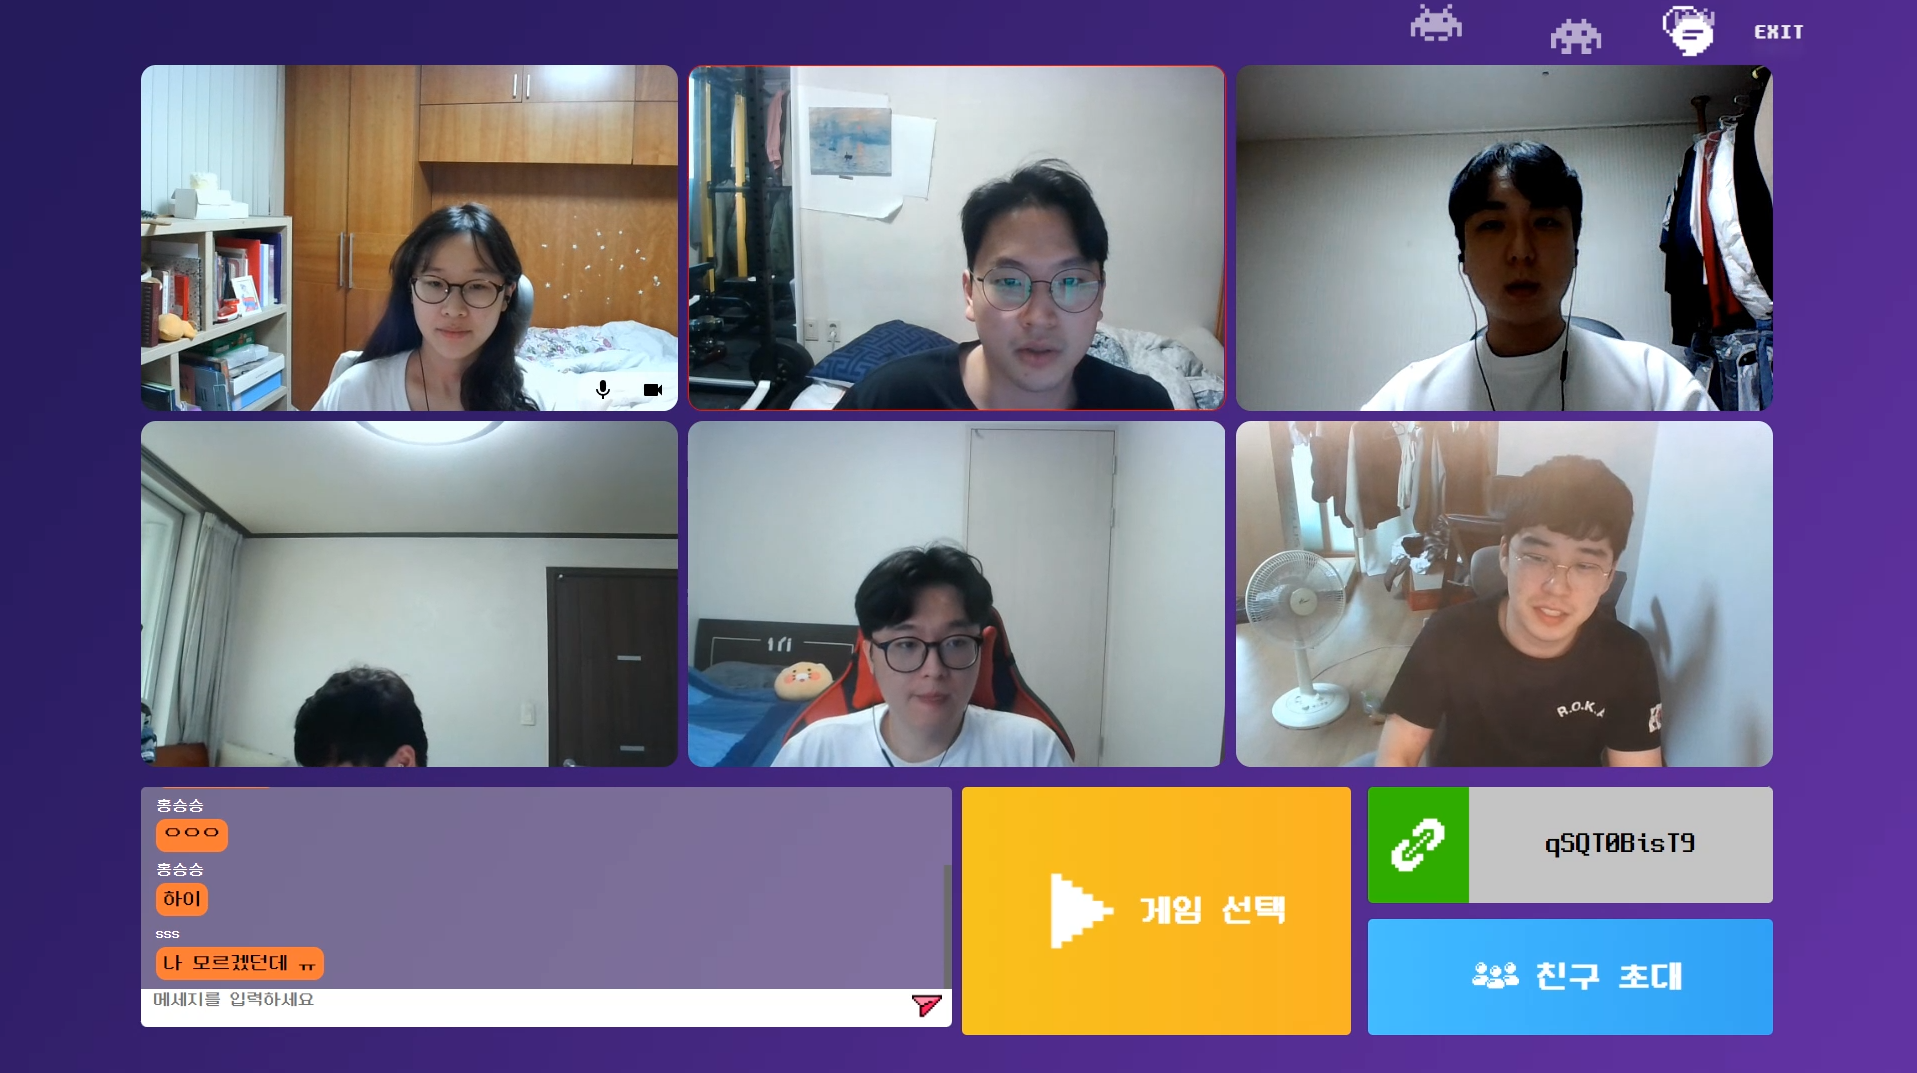 EXIT
R.O.K.A
홍승승
ㅇㅇㅇ
홍승승
하이
sss
나 모르겠던데 ㅠ
메세지를 입력하세요
게임 선택
qSQT0BisT9
친구 초대